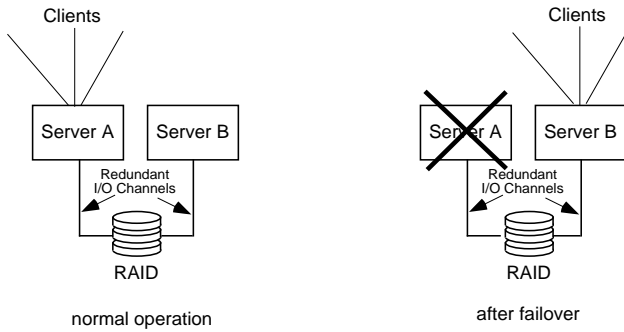 Clients
Server A
Server B
Redundant
I/O Channels
RAID
normal operation
Clients
Server A
Server B
Redundant
I/O Channels
RAID
after failover